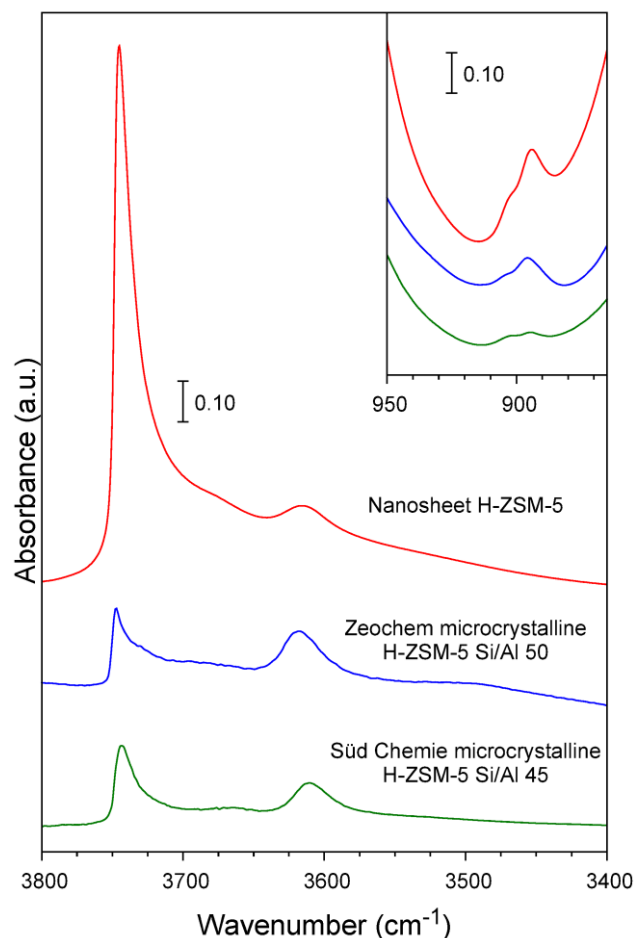 0.10
950
900
0.10
Nanosheet H-ZSM-5
Zeochem microcrystalline
H-ZSM-5 Si/Al 50
Süd Chemie microcrystalline
H-ZSM-5 Si/Al 45
Absorbance (a.u.)
3800
3700
3600
3500
3400
Wavenumber (cm⁻¹)